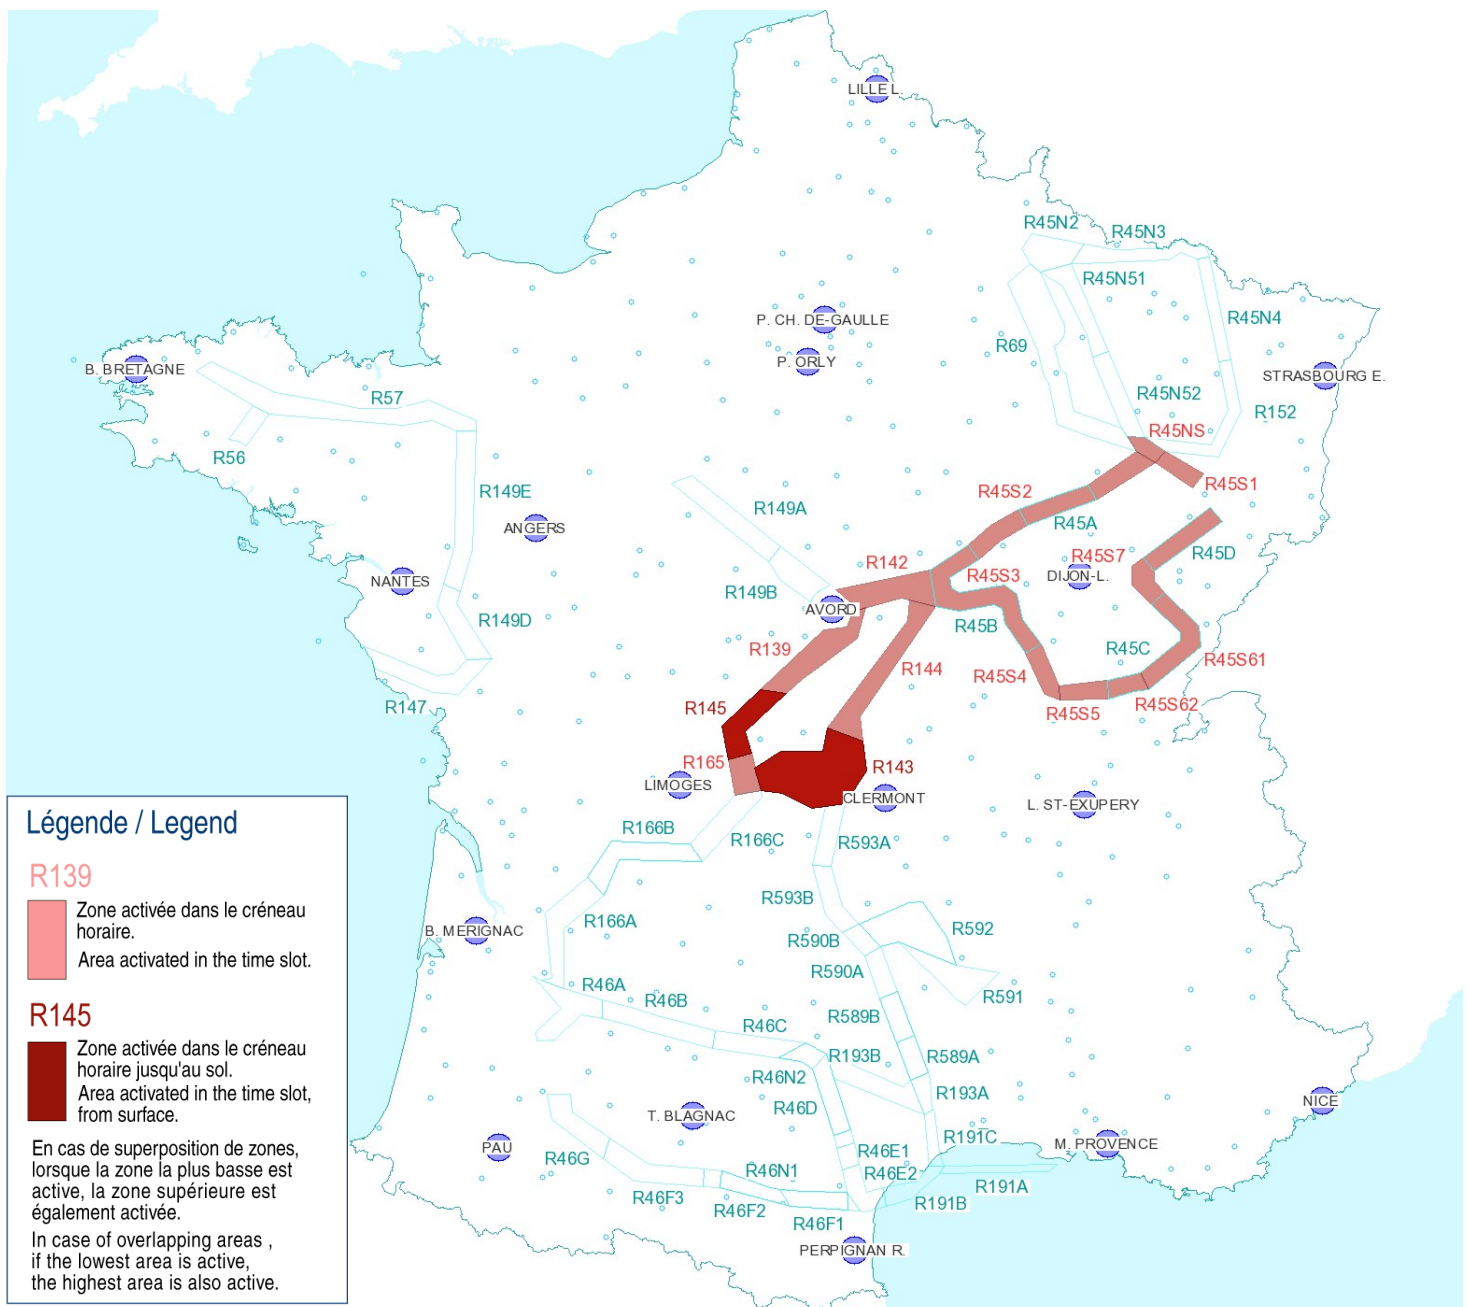 LILLE L.
R45N2
R45N3
R45N51
P. CH. DE-GAULLE
R45N4
R69
P. ORLY
B. BRETAGNE
STRASBOURG E.
R57
R45N52
R152
R45NS
R56
R149E
R45S2
R45S1
R149A
R45A
ANGERS
R45S7
R45D
R142
R45S3
DIJON-L.
NANTES
R149B
AVORD
R149D
R45B
R139
R45C
R45S61
R144
R45S4
R147
R145
R45S5
R45S62
R165
R143
LIMOGES
CLERMONT
L. ST-EXUPERY
R166B
R166C
R593A
R593B
R166A
B. MERIGNAC
R590B
R592
R590A
R46A
R46B
R591
R589B
R46C
R193B
R589A
R46N2
R193A
R46D
T. BLAGNAC
NICE
PAU
R191C
M. PROVENCE
R46E1
R46G
R46N1
R46E2
R191A
R46F3
R46F2
R191B
R46F1
PERPIGNAN R.
Légende / Legend
R139
Zone activée dans le créneau
horaire.
Area activated in the time slot.
R145
Zone activée dans le créneau
horaire jusqu'au sol.
Area activated in the time slot,
from surface.
En cas de superposition de zones,
lorsque la zone la plus basse est
active, la zone supérieure est
également activée.
In case of overlapping areas ,
if the lowest area is active,
the highest area is also active.